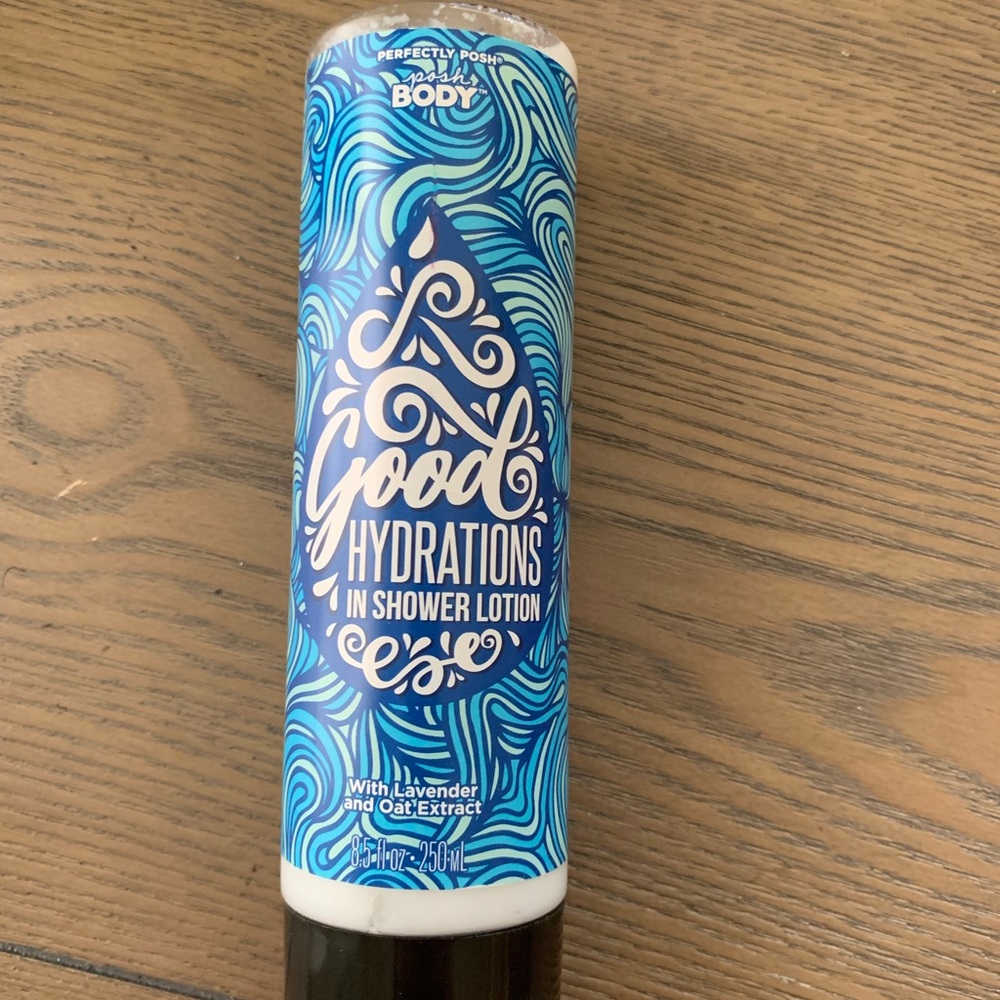 PERFECTLY POSH®
posh
BODY™
Good
HYDRATIONS
IN SHOWER LOTION
With Lavender
and Oat Extract
8.5 fl oz • 250 mL